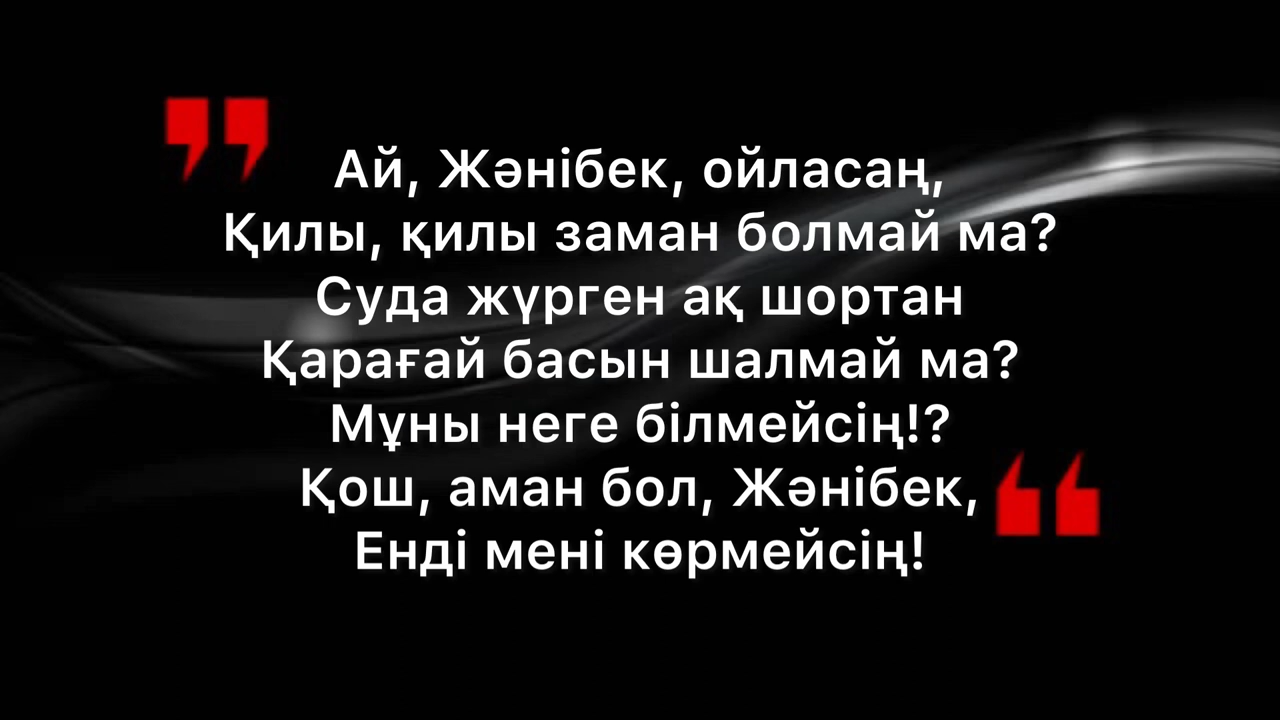 Ай, Жәнібек, ойласаң,
Қилы, қилы заман болмай ма?
Суда жүрген ақ шортан
Қарағай басын шалмай ма?
Мұны неге білмейсің!?
Қош, аман бол, Жәнібек,
Енді мені көрмейсің!